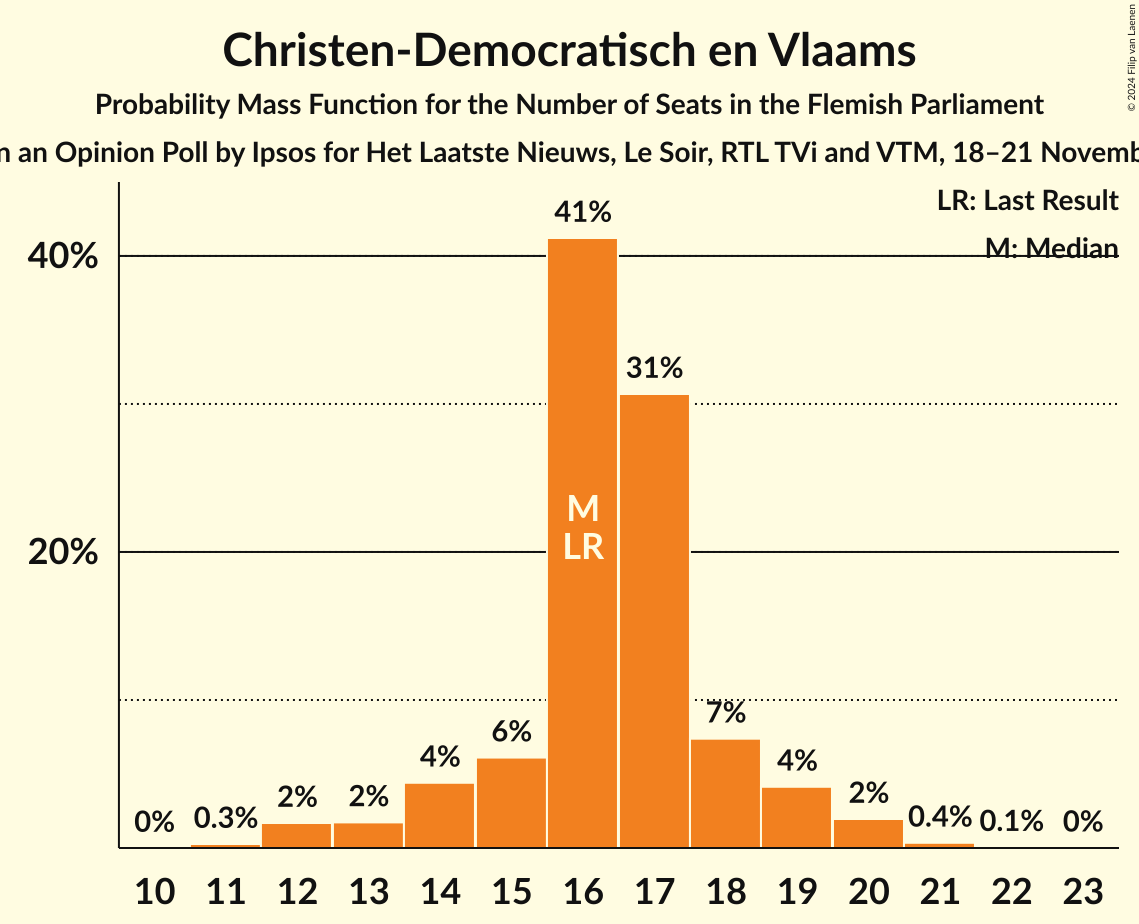 Christen-Democratisch en Vlaams
Probability Mass Function for the Number of Seats in the Flemish Parliament
an Opinion Poll by Ipsos for Het Laatste Nieuws, Le Soir, RTL TVi and VTM, 18–21
© 2024 Filip van Laenen
LR: Last Result
M: Median
40%
20%
0%
0.3%
2%
2%
4%
6%
41%
31%
7%
4%
2%
0.4%
0.1%
0%
M
LR
10 11 12 13 14 15 16 17 18 19 20 21 22 23